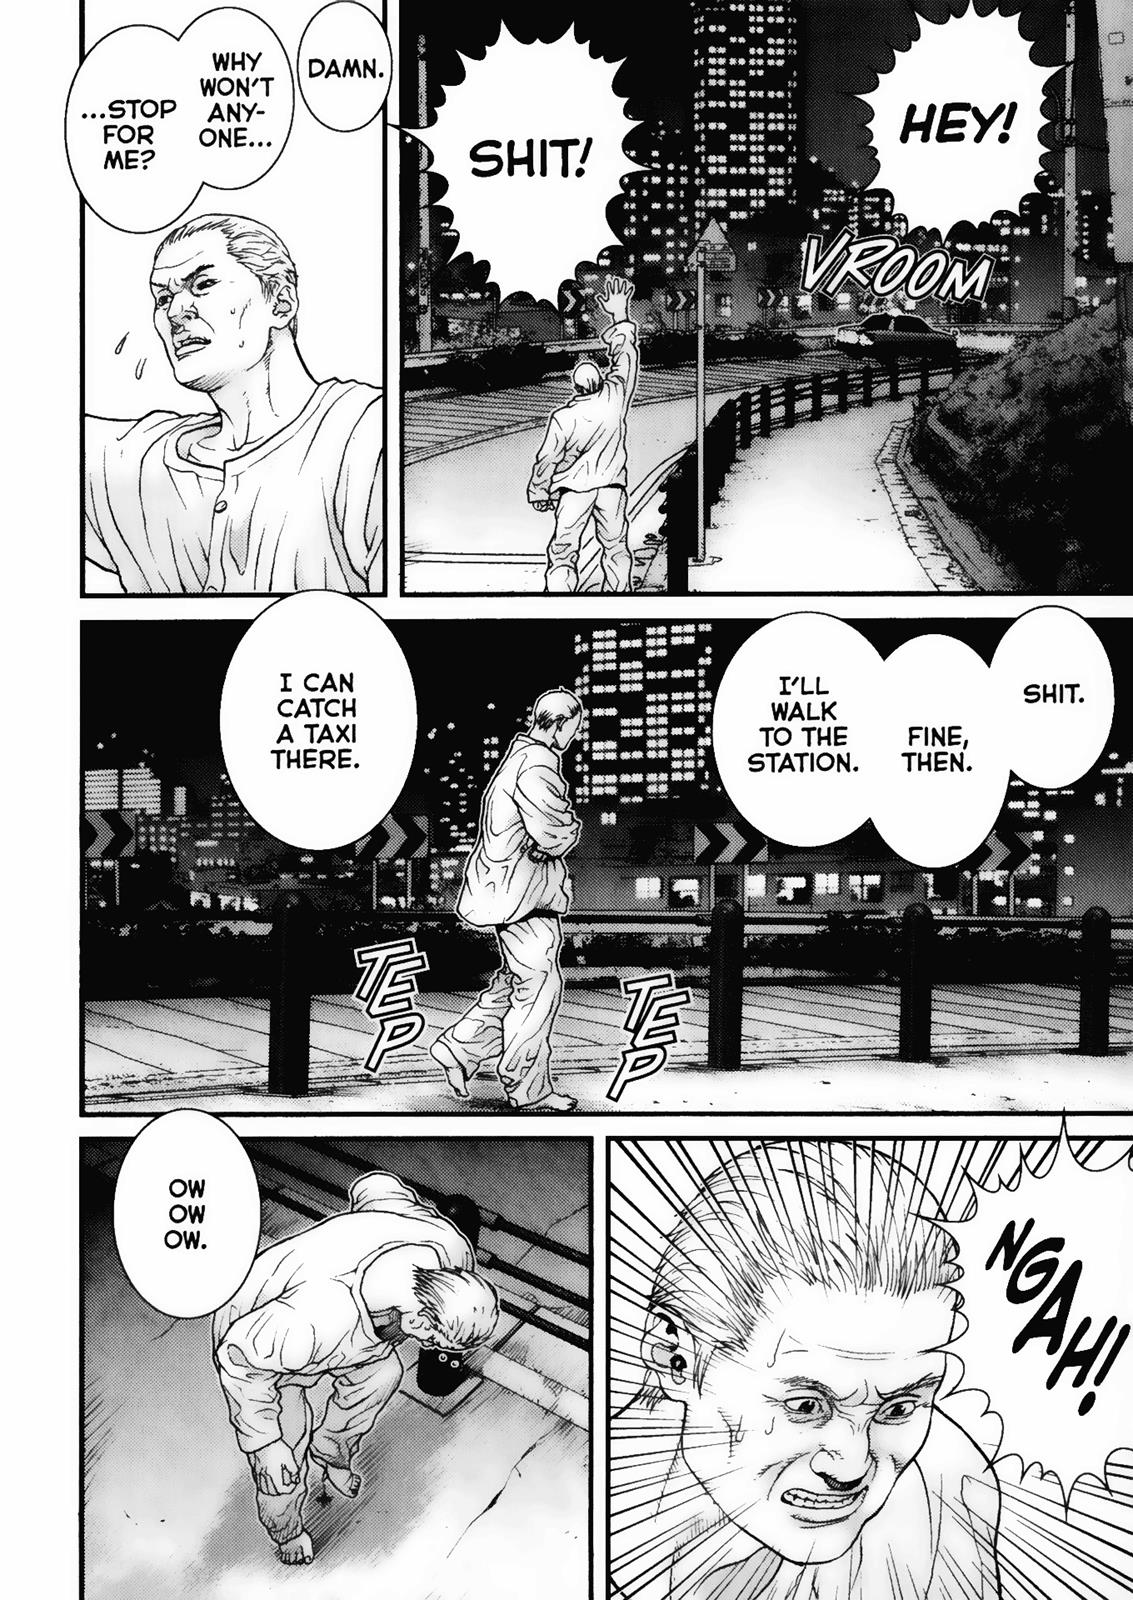 HEY!
SHIT!
VROOM
DAMN.
WHY
WON'T
ANY-
ONE...
...STOP
FOR
ME?
SHIT.
FINE,
THEN.
I'LL
WALK
TO THE
STATION.
I CAN
CATCH
A TAXI
THERE.
TEP
TEP
NGAH!
OW
OW
OW.